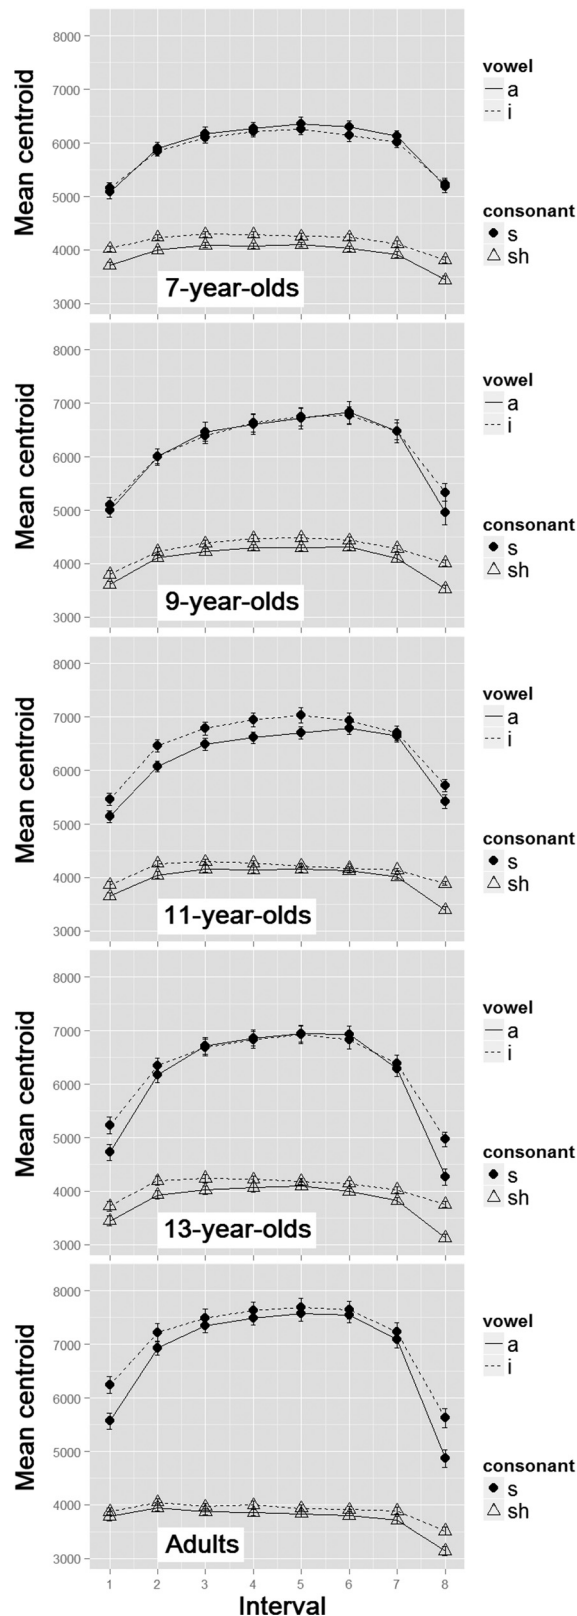 8000
7000
6000
5000
4000
3000
Mean centroid
7-year-olds
vowel
a
i
consonant
s
sh
8000
7000
6000
5000
4000
3000
Mean centroid
9-year-olds
vowel
a
i
consonant
s
sh
8000
7000
6000
5000
4000
3000
Mean centroid
11-year-olds
vowel
a
i
consonant
s
sh
8000
7000
6000
5000
4000
3000
Mean centroid
13-year-olds
vowel
a
i
consonant
s
sh
8000
7000
6000
5000
4000
3000
Mean centroid
Adults
vowel
a
i
consonant
s
sh
1 2 3 4 5 6 7 8
Interval